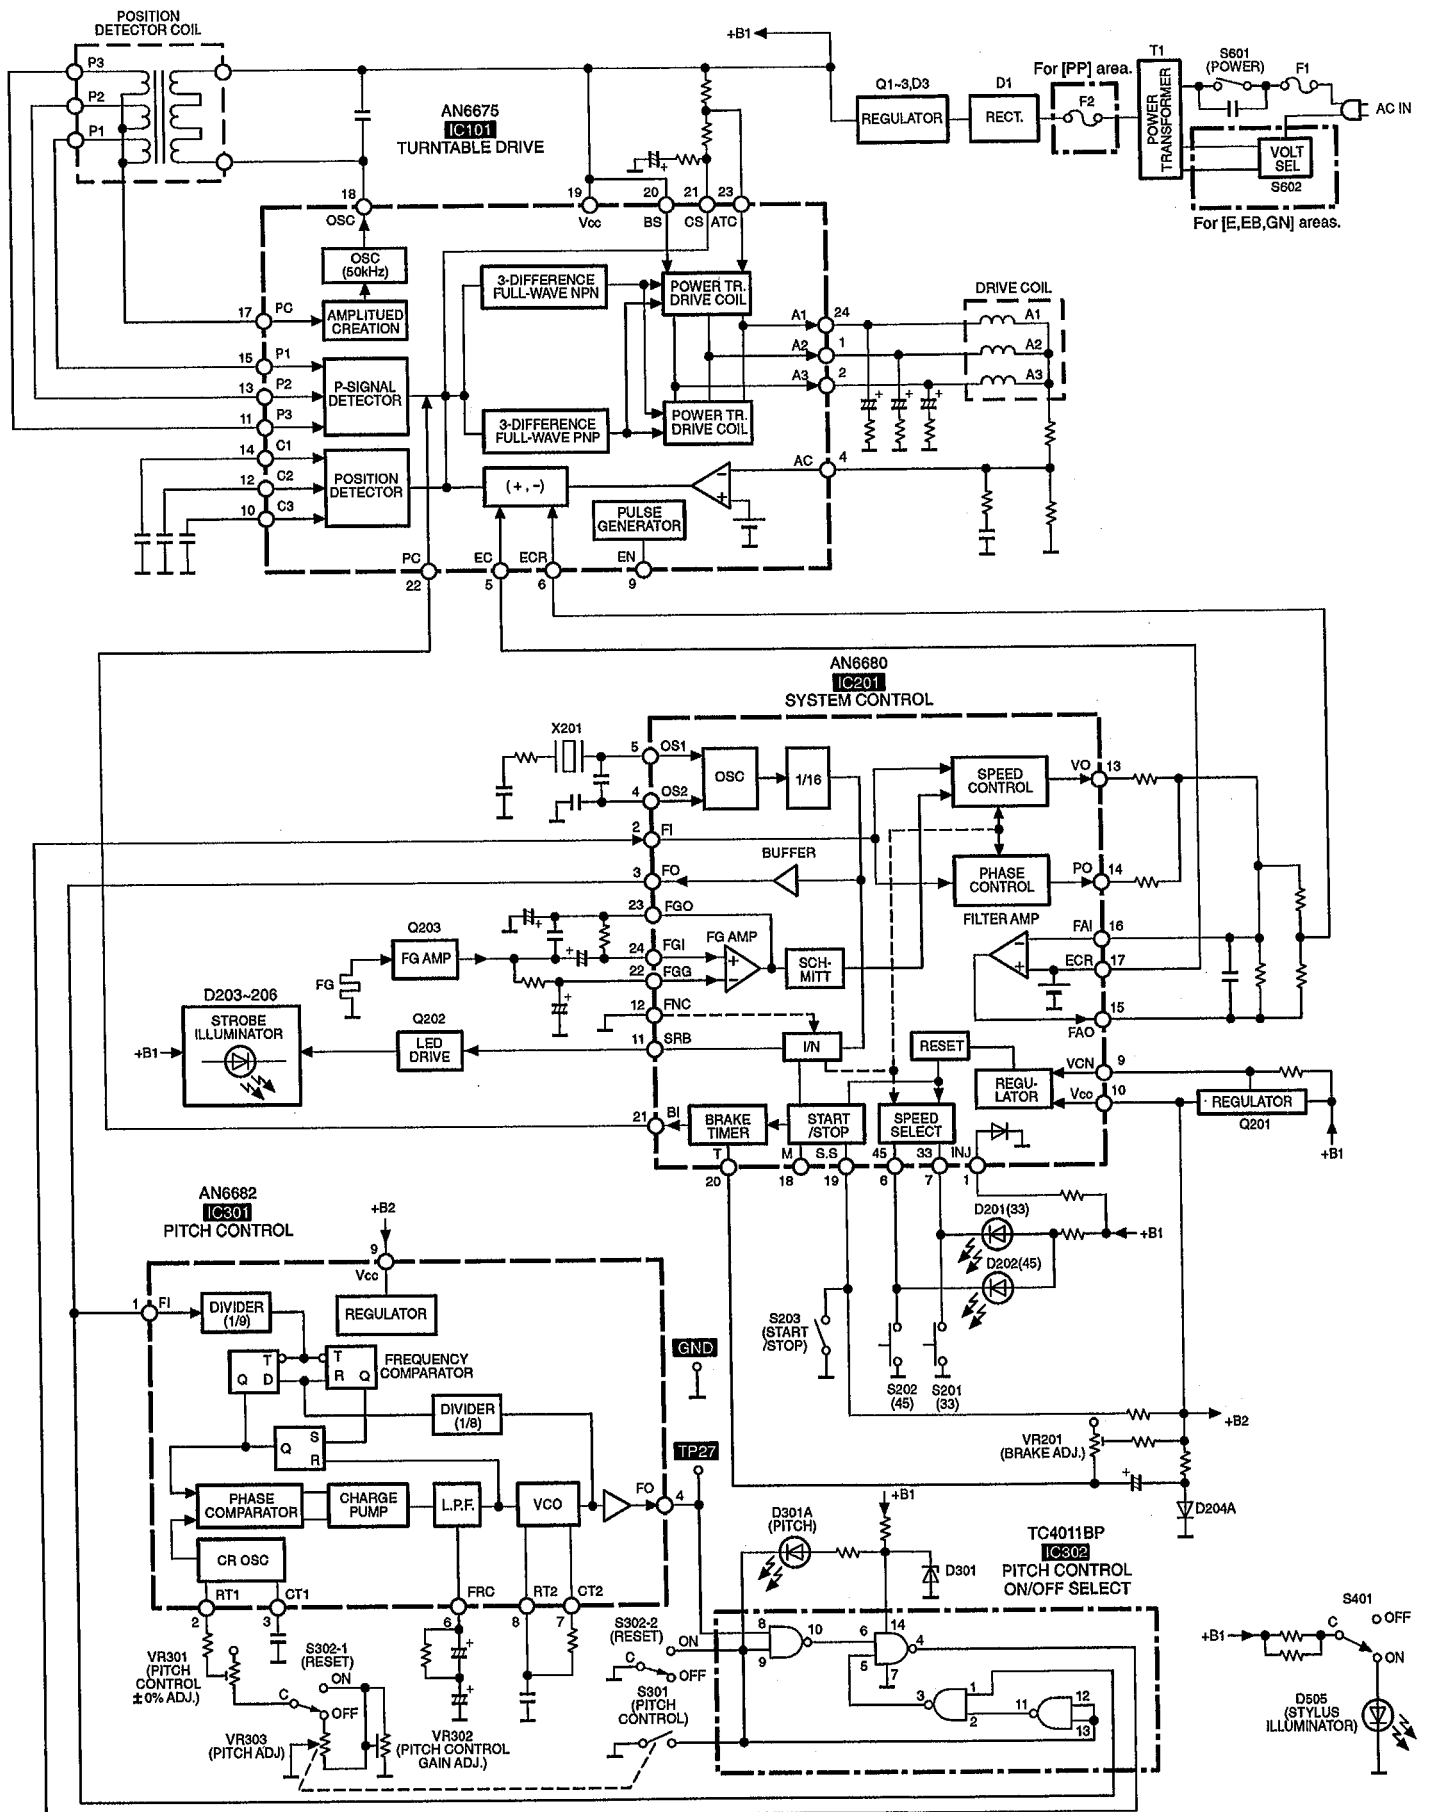 POSITION
DETECTOR COIL
P3
P2
P1
+B1
AN6675
IC101
TURNTABLE DRIVE
Q1~3,D3
REGULATOR
D1
RECT.
For [PP] area.
F2
T1
POWER
TRANSFORMER
S601
(POWER)
F1
AC IN
VOLT
SEL
S602
For [E,EB,GN] areas.
18
OSC
19
Vcc
20
BS
21
CS
23
ATC
OSC
(50kHz)
AMPLITUED
CREATION
17
PC
15
P1
13
P2
11
P3
14
C1
12
C2
10
C3
P-SIGNAL
DETECTOR
POSITION
DETECTOR
3-DIFFERENCE
FULL-WAVE NPN
3-DIFFERENCE
FULL-WAVE PNP
POWER TR.
DRIVE COIL
POWER TR.
DRIVE COIL
A1
24
A2
1
A3
2
DRIVE COIL
A1
A2
A3
AC
4
(+,-)
PULSE
GENERATOR
PC
22
EC
5
ECR
6
EN
9
AN6680
IC201
SYSTEM CONTROL
X201
5
OS1
4
OS2
2
FI
3
FO
23
FGO
24
FGI
22
FGG
12
FNC
11
SRB
21
BI
OSC
1/16
BUFFER
SPEED
CONTROL
PHASE
CONTROL
FILTER AMP
VO
13
PO
14
FAI
16
ECR
17
FAO
15
VCN
9
Vcc
10
Q203
FG AMP
FG
FG AMP
SCH-
MITT
D203~206
STROBE
ILLUMINATOR
+B1
Q202
LED
DRIVE
I/N
RESET
REGU-
LATOR
REGULATOR
Q201
+B1
BRAKE
TIMER
START
/STOP
SPEED
SELECT
T
20
M
18
S.S
19
45
6
33
7
INJ
1
D201(33)
D202(45)
+B1
S203
(START
/STOP)
S202
(45)
S201
(33)
+B2
VR201
(BRAKE ADJ.)
D204A
AN6682
IC301
PITCH CONTROL
+B2
9
Vcc
1
FI
DIVIDER
(1/9)
REGULATOR
T
Q D
T
R Q
FREQUENCY
COMPARATOR
DIVIDER
(1/8)
Q
S
R
PHASE
COMPARATOR
CHARGE
PUMP
L.P.F.
VCO
FO
4
CR OSC
RT1
2
CT1
3
FRC
6
RT2
8
CT2
7
GND
TP27
VR301
(PITCH
CONTROL
±0% ADJ.)
S302-1
(RESET)
ON
C
OFF
VR303
(PITCH ADJ)
VR302
(PITCH CONTROL
GAIN ADJ.)
S302-2
(RESET)
ON
C
OFF
S301
(PITCH
CONTROL)
D301A
(PITCH)
+B1
D301
TC4011BP
IC302
PITCH CONTROL
ON/OFF SELECT
8
9
10
6
5
14
4
7
3
1
2
11
12
13
S401
OFF
+B1
C
ON
D505
(STYLUS
ILLUMINATOR)